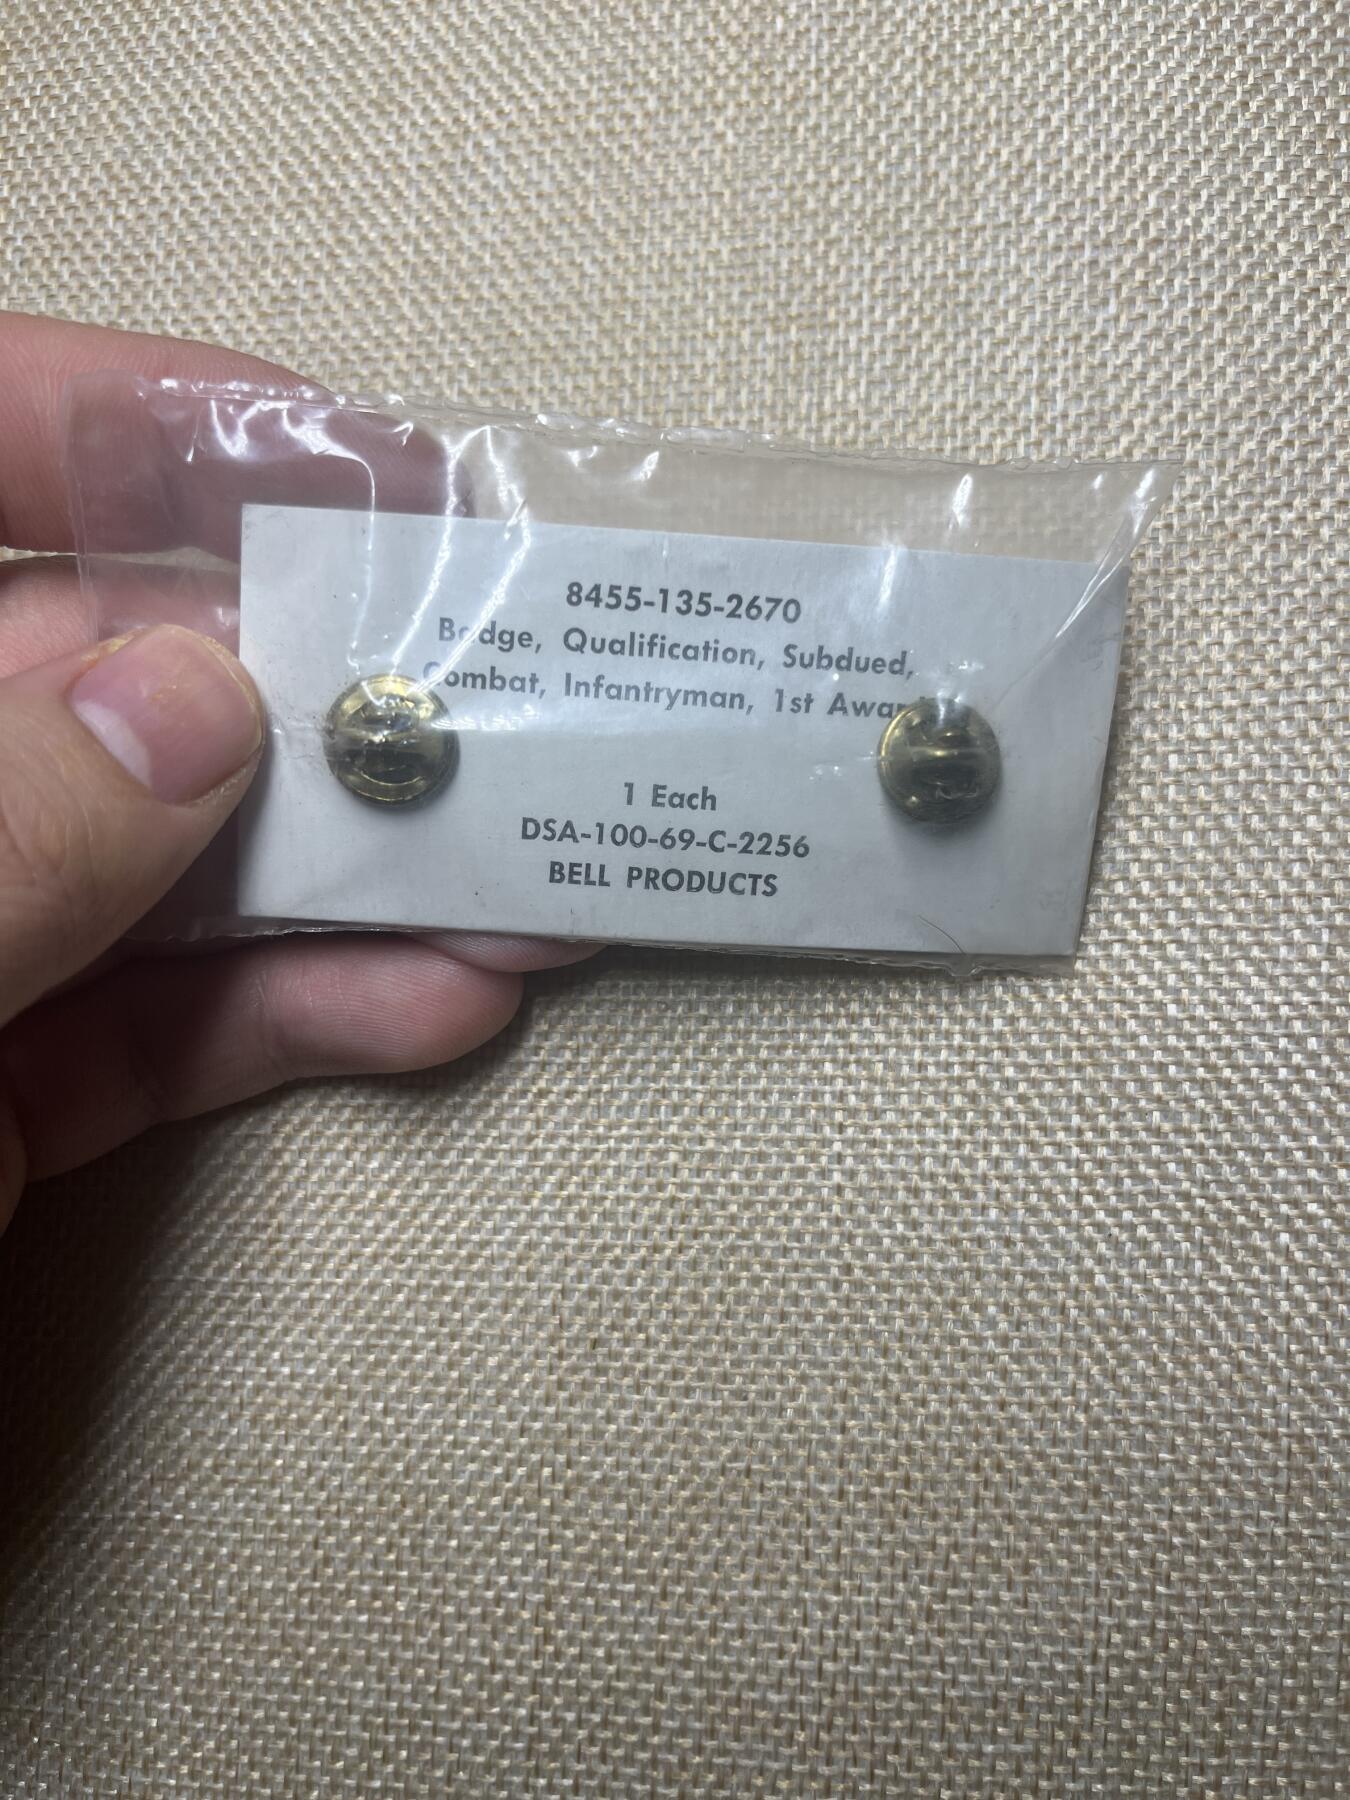 8455-135-2670
Badge, Qualification, Subdued,
Combat, Infantryman, 1st Award
1 Each
DSA-100-69-C-2256
BELL PRODUCTS